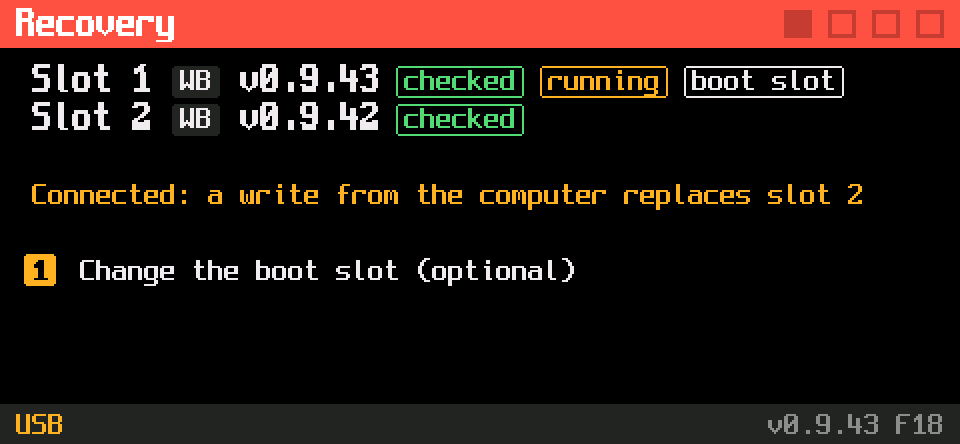 Recovery
Slot 1 WB v0.9.43 checked running boot slot
Slot 2 WB v0.9.42 checked
Connected: a write from the computer replaces slot 2
1 Change the boot slot (optional)
USB v0.9.43 F18